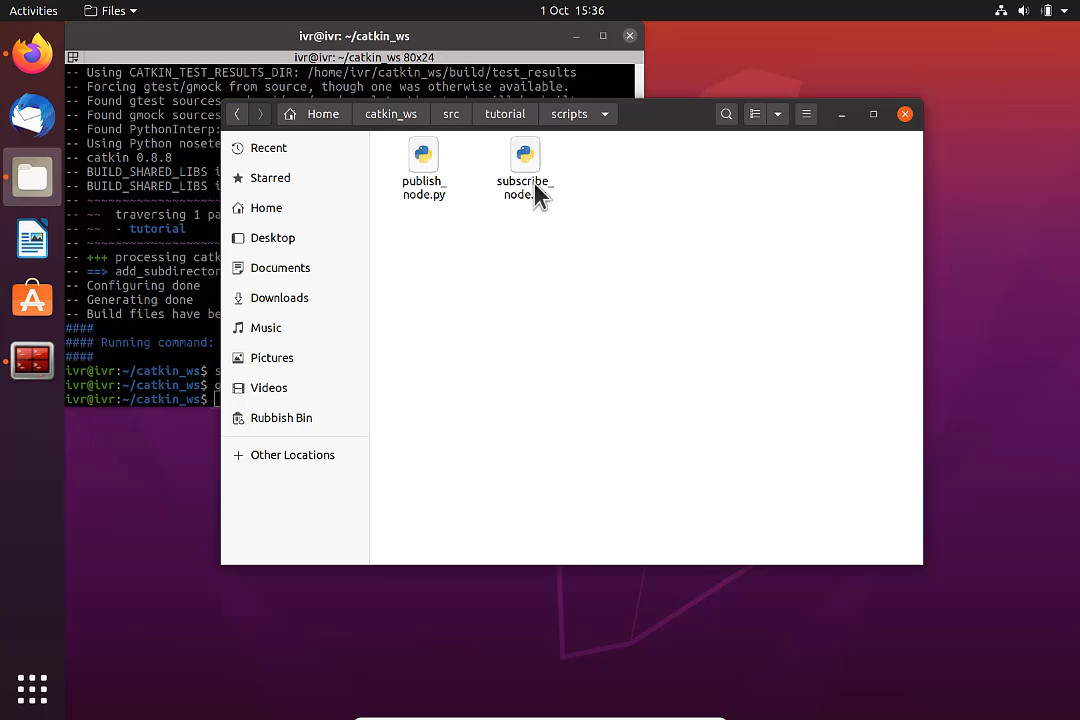 Activities
Files
1 Oct 15:36
ivr@ivr: ~/catkin_ws
ivr@ivr: ~/catkin_ws 80x24
-- Using CATKIN_TEST_RESULTS_DIR: /home/ivr/catkin_ws/build/test_results
-- Forcing gtest/gmock from source, though one was otherwise available.
-- Found gtest sources
-- Found gmock sources
-- Found PythonInterp:
-- Using Python nosete
-- catkin 0.8.8
-- BUILD_SHARED_LIBS i
-- BUILD_SHARED_LIBS i
-- ~~~~~~~~~~~~~~~~~~~
-- ~~ traversing 1 pa
-- ~~ - tutorial
-- ~~~~~~~~~~~~~~~~~~~
-- +++ processing catk
-- ==> add_subdirector
-- Configuring done
-- Generating done
-- Build files have be
####
#### Running command:
####
ivr@ivr:~/catkin_ws$ s
ivr@ivr:~/catkin_ws$
ivr@ivr:~/catkin_ws$
Home
catkin_ws
src
tutorial
scripts
Recent
Starred
Home
Desktop
Documents
Downloads
Music
Pictures
Videos
Rubbish Bin
Other Locations
publish_
node.py
subscribe_
node.